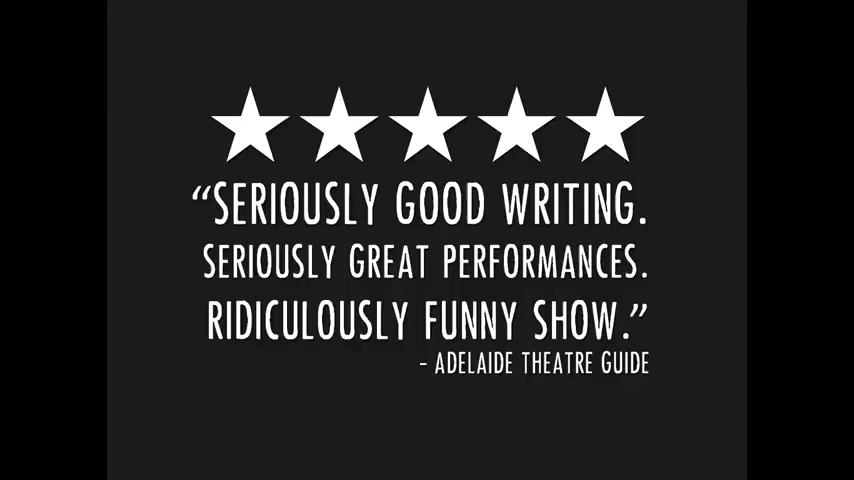 “SERIOUSLY GOOD WRITING.
SERIOUSLY GREAT PERFORMANCES.
RIDICULOUSLY FUNNY SHOW.”
- ADELAIDE THEATRE GUIDE